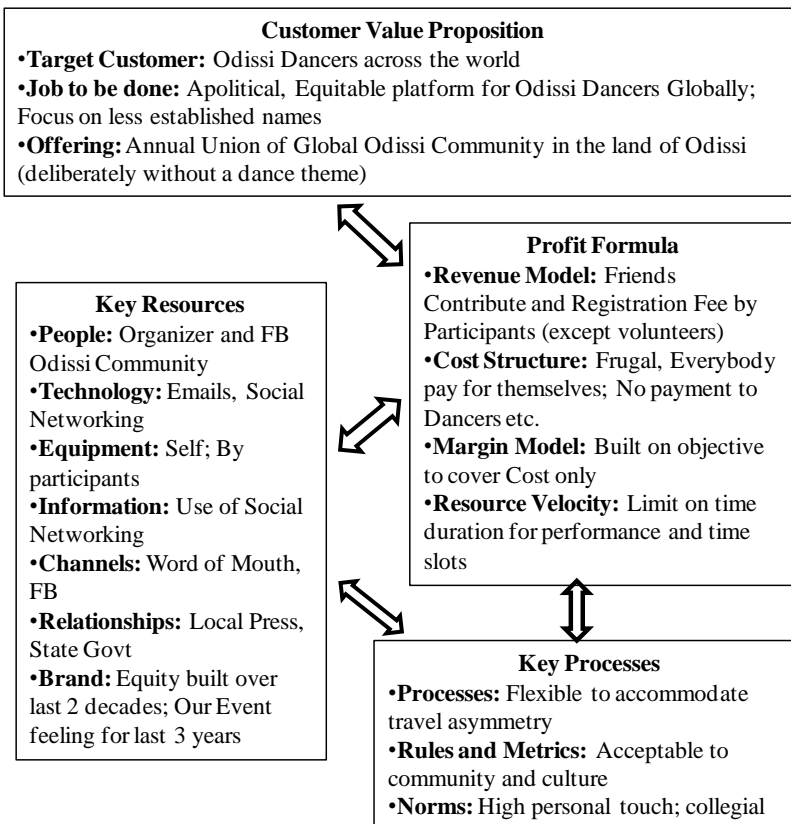 Customer Value Proposition
•Target Customer: Odissi Dancers across the world
•Job to be done: Apolitical, Equitable platform for Odissi Dancers Globally;
Focus on less established names
•Offering: Annual Union of Global Odissi Community in the land of Odissi
(deliberately without a dance theme)
Profit Formula
•Revenue Model: Friends
Contribute and Registration Fee by
Participants (except volunteers)
•Cost Structure: Frugal, Everybody
pay for themselves; No payment to
Dancers etc.
•Margin Model: Built on objective
to cover Cost only
•Resource Velocity: Limit on time
duration for performance and time
slots
Key Resources
•People: Organizer and FB
Odissi Community
•Technology: Emails, Social
Networking
•Equipment: Self; By
participants
•Information: Use of Social
Networking
•Channels: Word of Mouth,
FB
•Relationships: Local Press,
State Govt
•Brand: Equity built over
last 2 decades; Our Event
feeling for last 3 years
Key Processes
•Processes: Flexible to accommodate
travel asymmetry
•Rules and Metrics: Acceptable to
community and culture
•Norms: High personal touch; collegial